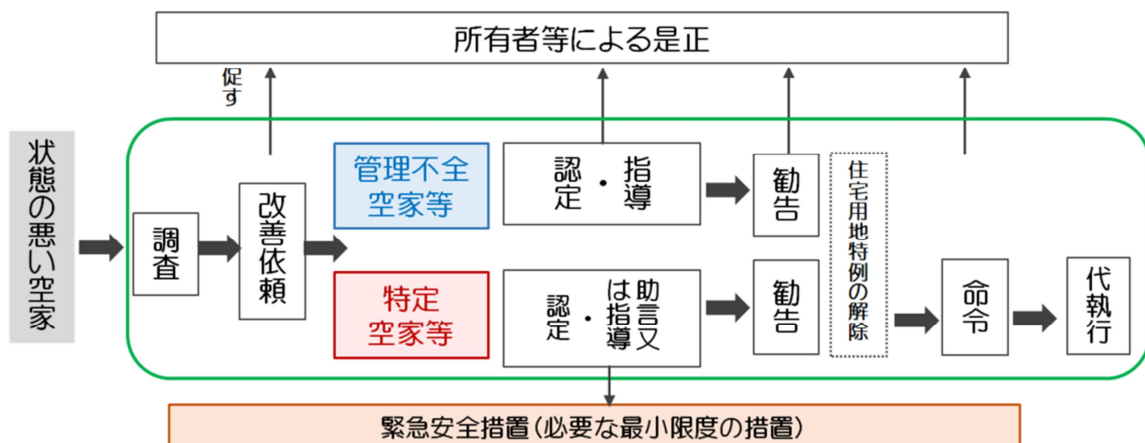 所有者等による是正
促す
状態の悪い空家
調査
改善依頼
管理不全
空家等
認定・指導
勧告
住宅用地特例の解除
特定
空家等
認定・助言又
は指導
勧告
命令
代執行
緊急安全措置(必要な最小限度の措置)